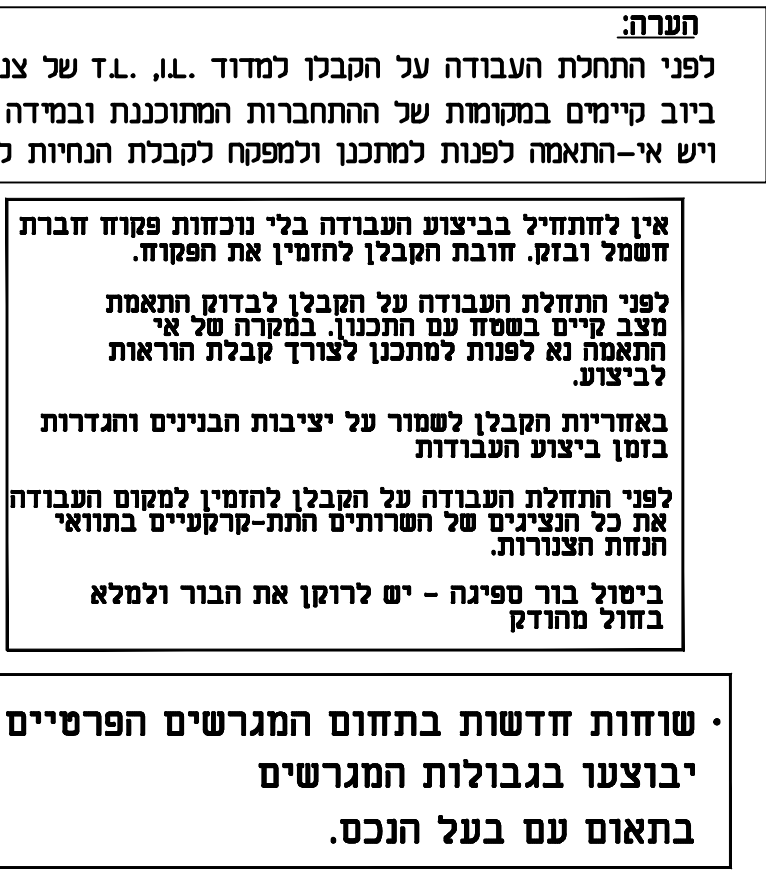 הערה:
לפני התחלת העבודה על הקבלן למדוד .I.L, .T.L של
ביוב קיימים במקומות של ההתחברות המתוכננת ובמידה
ויש אי-התאמה לפנות למתכנן ולמפקח לקבלת הנחיות
אין לחתחיל בביצוע העבודה בלי נוכחות פקוח חברת
חשמל ובזק. חובת הקבלן להזמין את הפקוח.
לפני התחלת העבודה על הקבלן לבדוק התאמת
מצב קיים בשטח עם התכנון. במקרה של אי
התאמה נא לפנות למתכנן לצורך קבלת הוראות
לביצוע.
באחריות הקבלן לשמור על יציבות הבנינים והגדרות
בזמן ביצוע העבודות
לפני התחלת העבודה על הקבלן להזמין למקום העבודה
את כל הנציגים של השרותים התת-קרקעיים בתוואי
הנחת הצנורות.
ביטול בור ספיגה - יש לרוקן את הבור ולמלא
בחול מהודק
• שוחות חדשות בתחום המגרשים הפרטיים
יבוצעו בגבולות המגרשים
בתאום עם בעל הנכס.